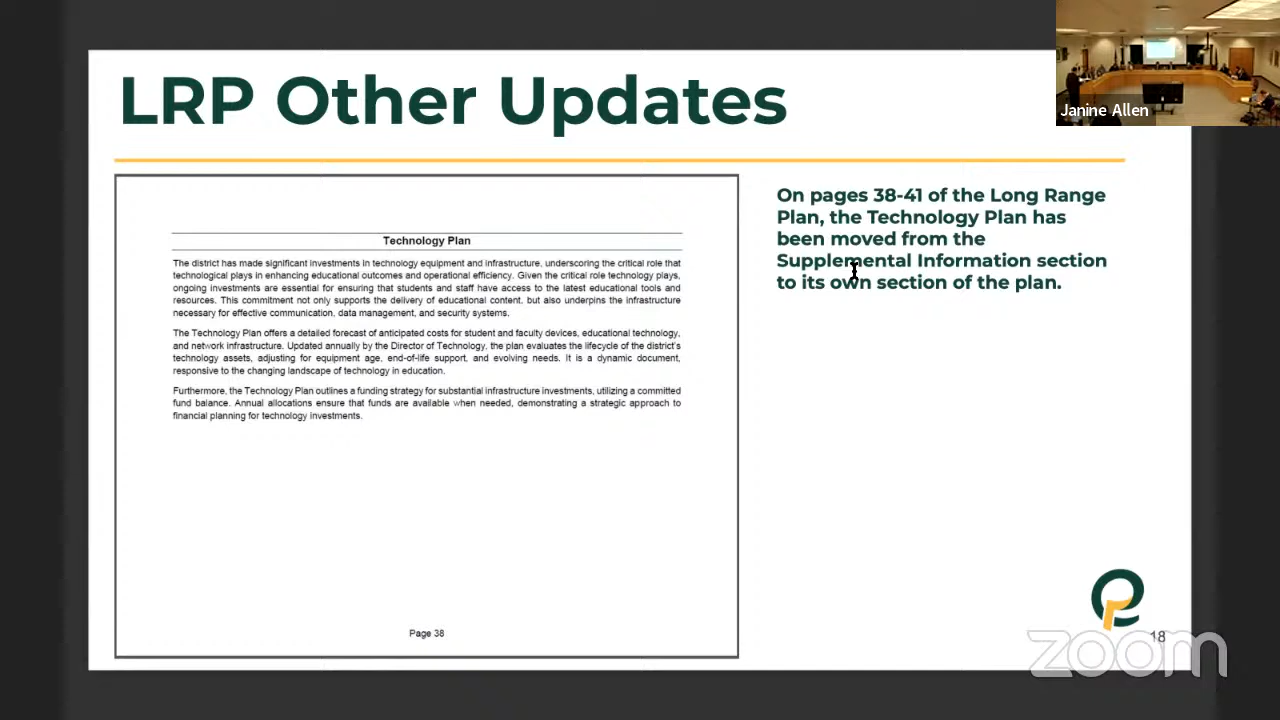 LRP Other Updates
Janine Allen
Technology Plan
The district has made significant investments in technology equipment and infrastructure, underscoring the critical role that
technological plays in enhancing educational outcomes and operational efficiency. Given the critical role technology plays,
ongoing investments are essential for ensuring that students and staff have access to the latest educational tools and
resources. This commitment not only supports the delivery of educational content, but also underpins the infrastructure
necessary for effective communication, data management, and security systems.
The Technology Plan offers a detailed forecast of anticipated costs for student and faculty devices, educational technology,
and network infrastructure. Updated annually by the Director of Technology, the plan evaluates the lifecycle of the district's
technology assets, adjusting for equipment age, end-of-life support, and evolving needs. It is a dynamic document,
responsive to the changing landscape of technology in education.
Furthermore, the Technology Plan outlines a funding strategy for substantial infrastructure investments, utilizing a committed
fund balance. Annual allocations ensure that funds are available when needed, demonstrating a strategic approach to
financial planning for technology investments.
Page 38
On pages 38-41 of the Long Range
Plan, the Technology Plan has
been moved from the
Supplemental Information section
to its own section of the plan.
18
zoom